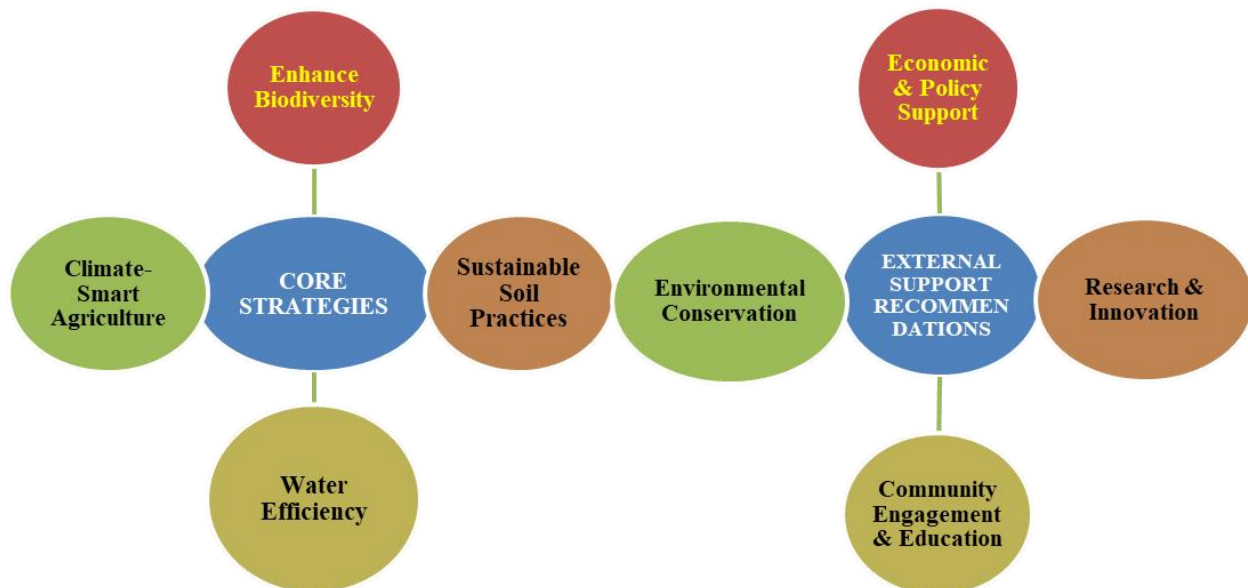 Enhance
Biodiversity
Climate-
Smart
Agriculture
CORE
STRATEGIES
Sustainable
Soil
Practices
Water
Efficiency
Economic
& Policy
Support
Environmental
Conservation
EXTERNAL
SUPPORT
RECOMMEN
DATIONS
Research &
Innovation
Community
Engagement
& Education